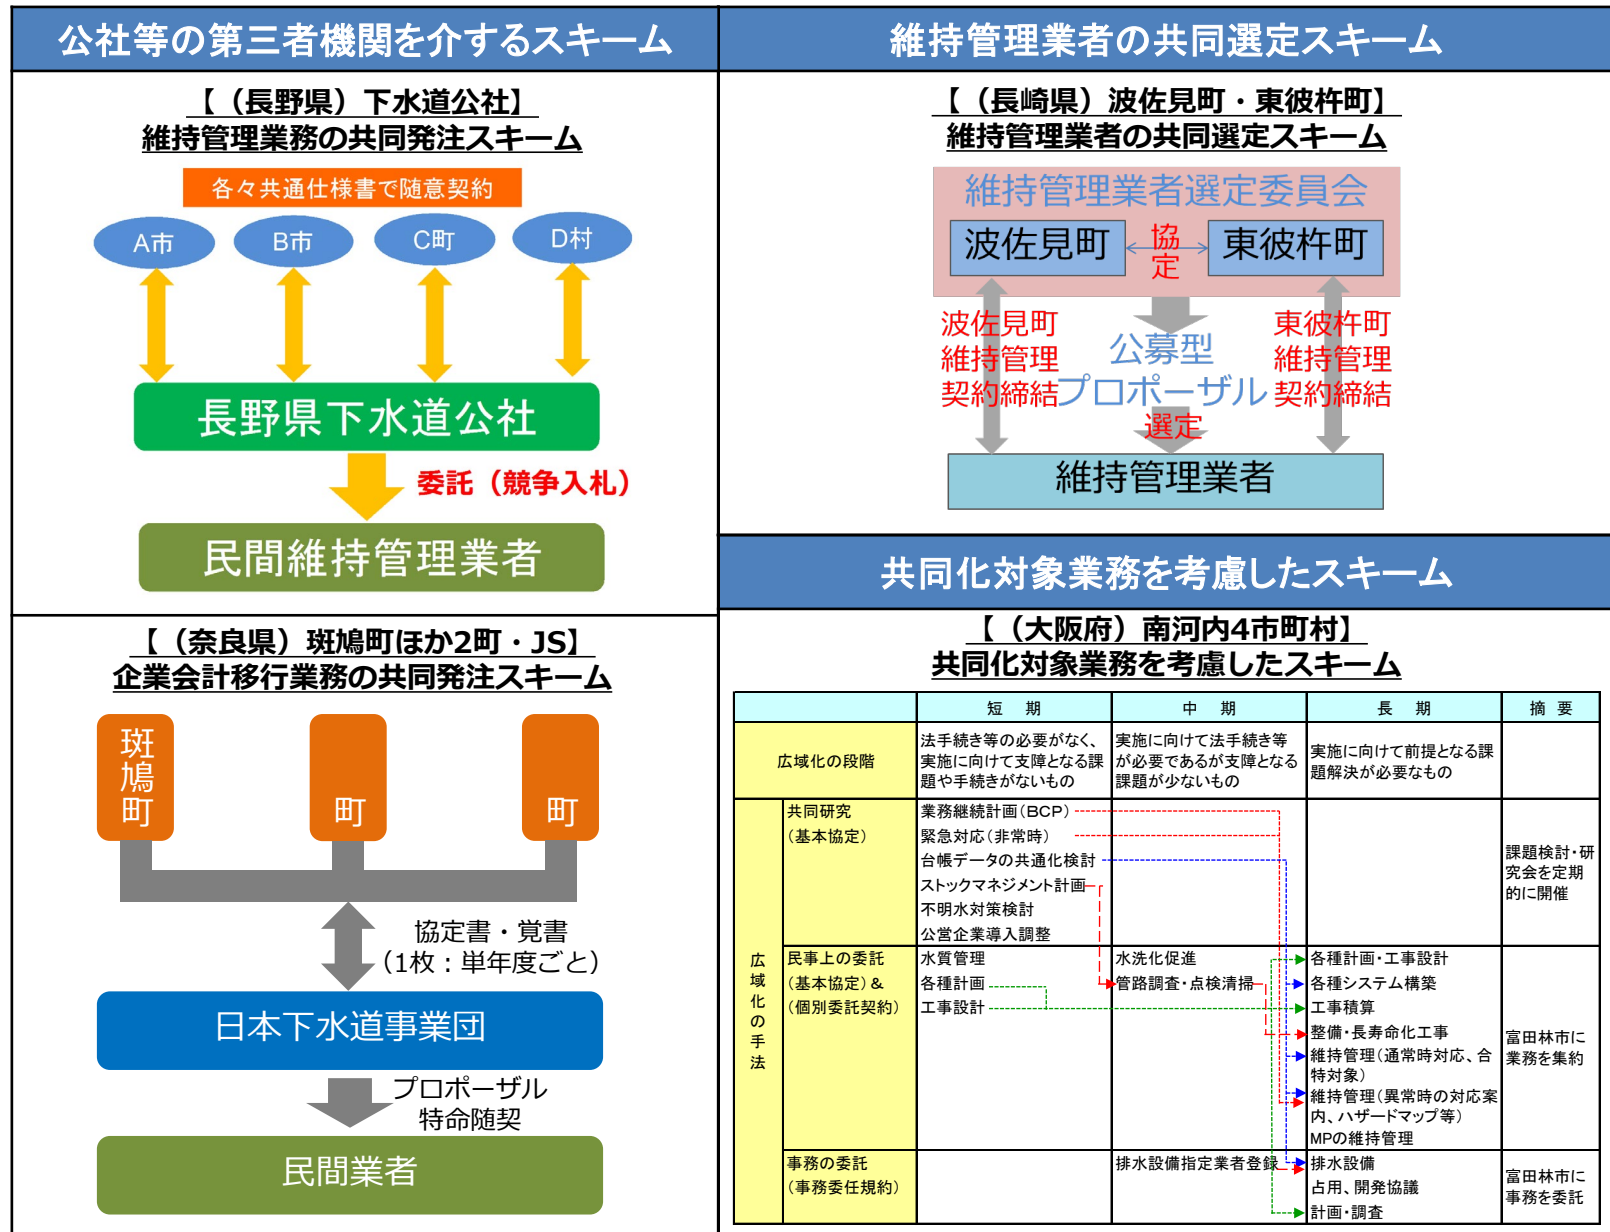 公社等の第三者機関を介するスキーム
【（長野県）下水道公社】
維持管理業務の共同発注スキーム
各々共通仕様書で随意契約
A市
B市
C町
D村
長野県下水道公社
委託（競争入札）
民間維持管理業者
【（奈良県）斑鳩町ほか2町・JS】
企業会計移行業務の共同発注スキーム
斑鳩町
町
町
協定書・覚書
（1枚：単年度ごと）
日本下水道事業団
プロポーザル
特命随契
民間業者
維持管理業者の共同選定スキーム
【（長崎県）波佐見町・東彼杵町】
維持管理業者の共同選定スキーム
維持管理業者選定委員会
波佐見町
協定
東彼杵町
波佐見町
維持管理
契約締結
公募型
プロポーザル
選定
東彼杵町
維持管理
契約締結
維持管理業者
共同化対象業務を考慮したスキーム
【（大阪府）南河内4市町村】
共同化対象業務を考慮したスキーム
短　期
中　期
長　期
摘 要
広域化の段階
法手続き等の必要がなく、
実施に向けて支障となる課
題や手続きがないもの
実施に向けて法手続き等
が必要であるが支障となる
課題が少ないもの
実施に向けて前提となる課
題解決が必要なもの
広域化の手法
共同研究
（基本協定）
業務継続計画（BCP）
緊急対応（非常時）
台帳データの共通化検討
ストックマネジメント計画
不明水対策検討
公営企業導入調整
課題検討・研
究会を定期
的に開催
民事上の委託
（基本協定）&
（個別委託契約）
水質管理
各種計画
工事設計
水洗化促進
管路調査・点検清掃
各種計画・工事設計
各種システム構築
工事積算
整備・長寿命化工事
維持管理（通常時対応、合
特対象）
維持管理（異常時の対応案
内、ハザードマップ等）
MPの維持管理
富田林市に
業務を集約
事務の委託
（事務委任規約）
排水設備指定業者登録
排水設備
占用、開発協議
計画・調査
富田林市に
事務を委託